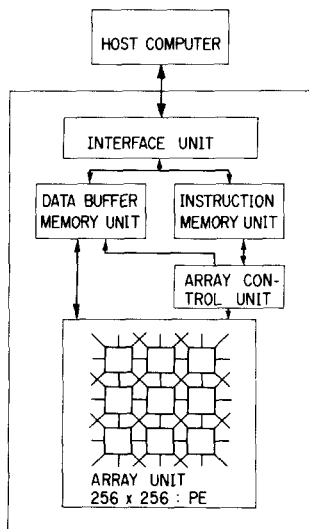 HOST COMPUTER
INTERFACE UNIT
DATA BUFFER
MEMORY UNIT
INSTRUCTION
MEMORY UNIT
ARRAY CON-
TROL UNIT
ARRAY UNIT
256 x 256 : PE